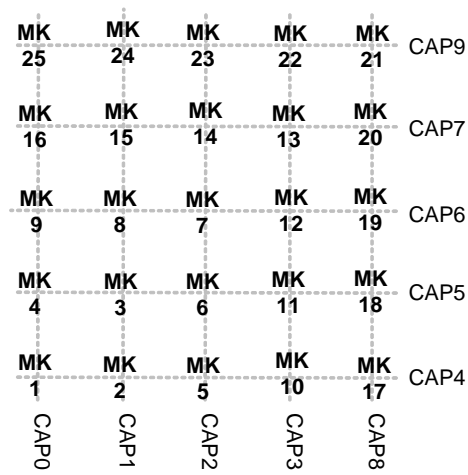 MK MK MK MK MK
25 24 23 22 21 CAP9
MK MK MK MK MK
16 15 14 13 20 CAP7
MK MK MK MK MK
9 8 7 12 19 CAP6
MK MK MK MK MK
4 3 6 11 18 CAP5
MK MK MK MK MK
1 2 5 10 17 CAP4
CAP0 CAP1 CAP2 CAP3 CAP8